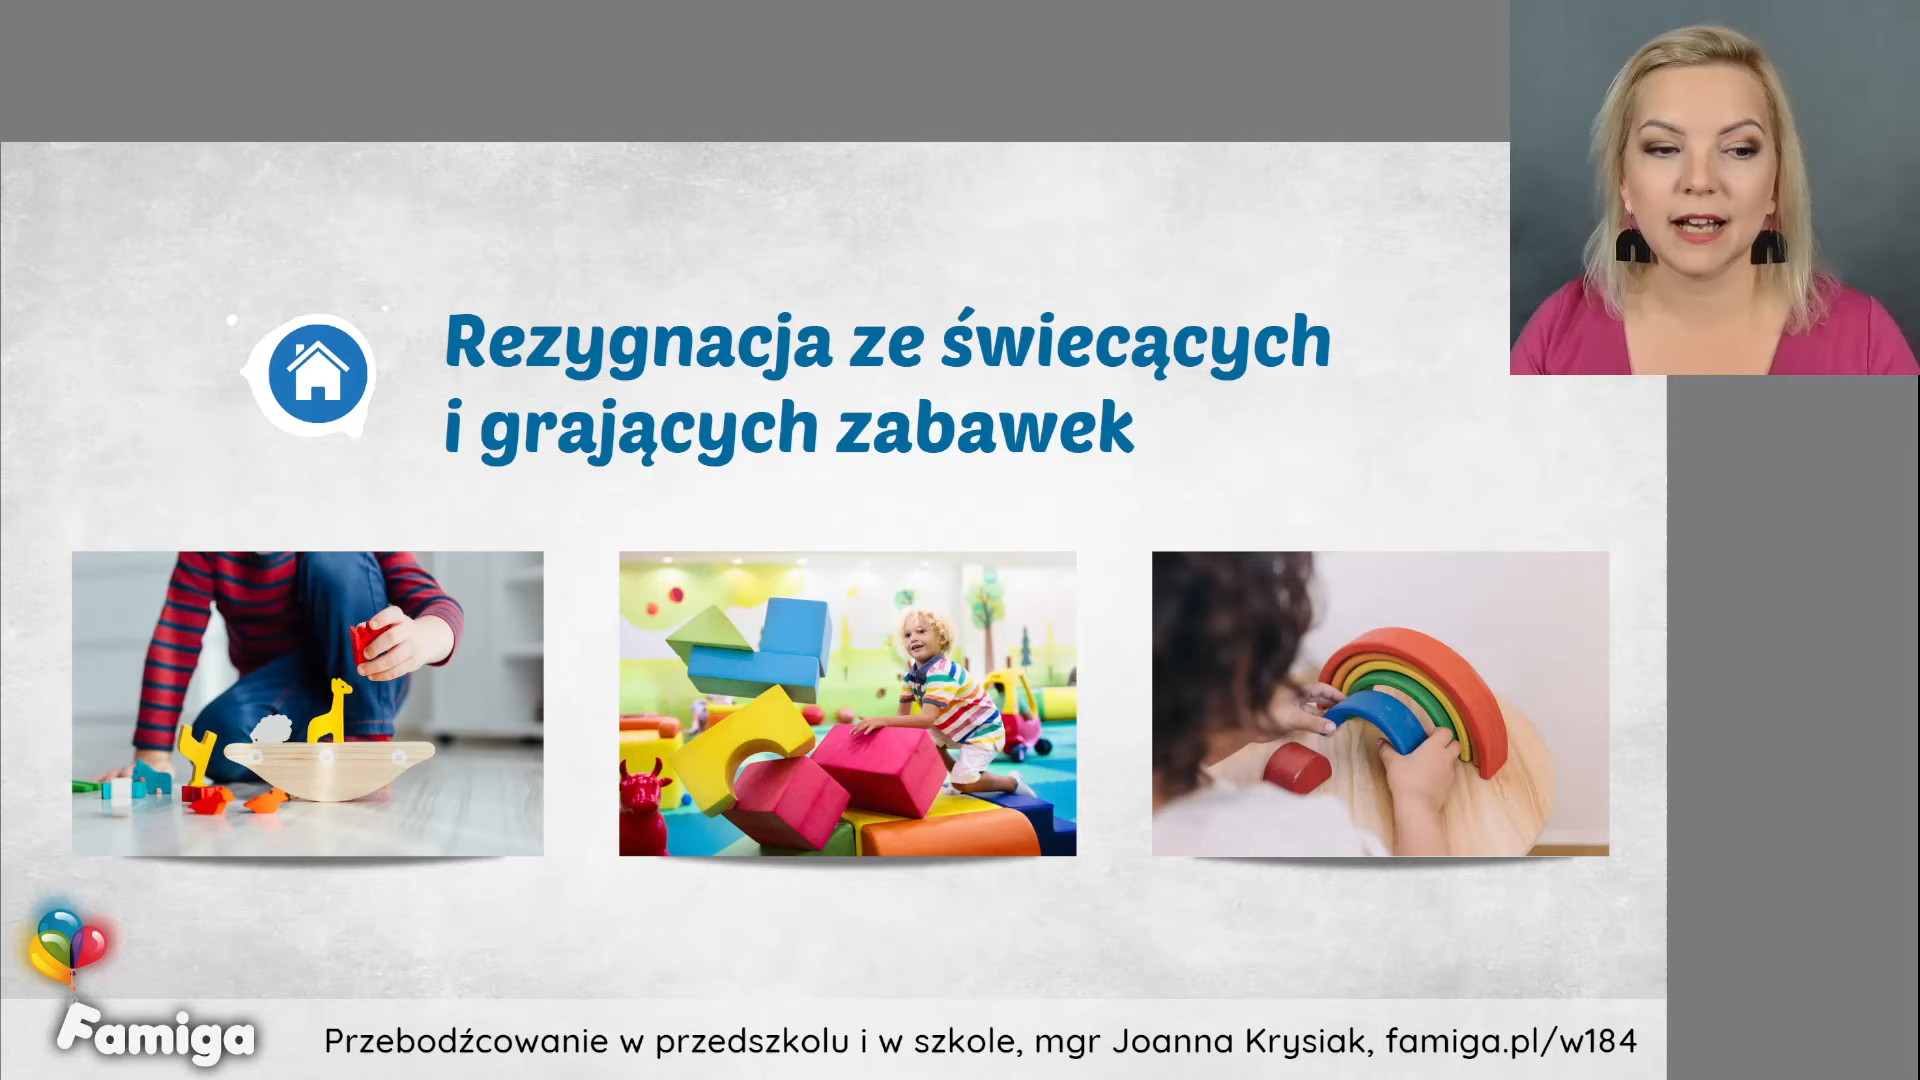 Rezygnacja ze świecących
i grających zabawek
Famiga
Przebodźcowanie w przedszkolu i w szkole, mgr Joanna Krysiak, famiga.pl/w184